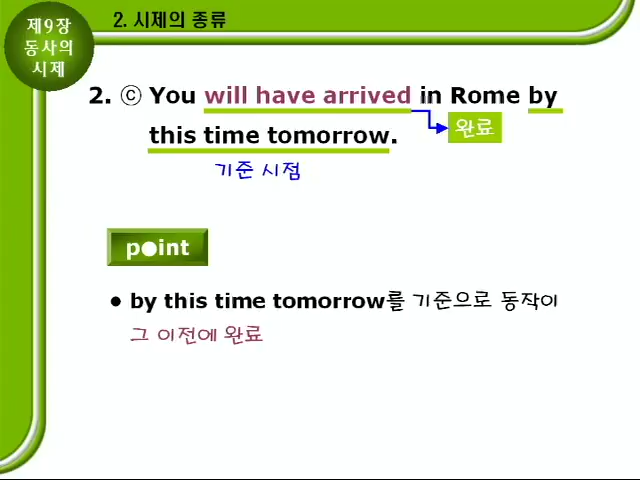 제9장
동사의
시제
2. 시제의 종류
2. ⓒ You will have arrived in Rome by
this time tomorrow.
완료
기준 시점
point
● by this time tomorrow를 기준으로 동작이
그 이전에 완료